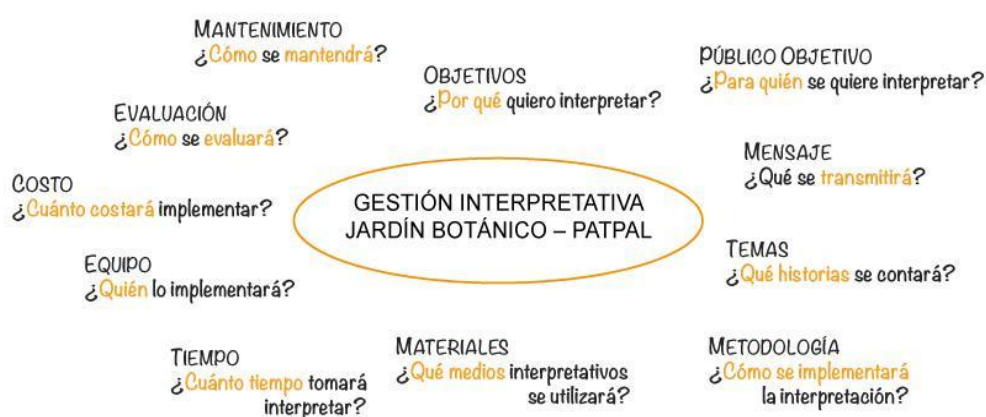 MANTENIMIENTO
¿Cómo se mantendrá?
OBJETIVOS
¿Por qué quiero interpretar?
PÚBLICO OBJETIVO
¿Para quién se quiere interpretar?
EVALUACIÓN
¿Cómo se evaluará?
MENSAJE
¿Qué se transmitirá?
COSTO
¿Cuánto costará implementar?
GESTIÓN INTERPRETATIVA
JARDÍN BOTÁNICO – PATPAL
TEMAS
¿Qué historias se contará?
EQUIPO
¿Quién lo implementará?
TIEMPO
¿Cuánto tiempo tomará
interpretar?
MATERIALES
¿Qué medios interpretativos
se utilizará?
METODOLOGÍA
¿Cómo se implementará
la interpretación?